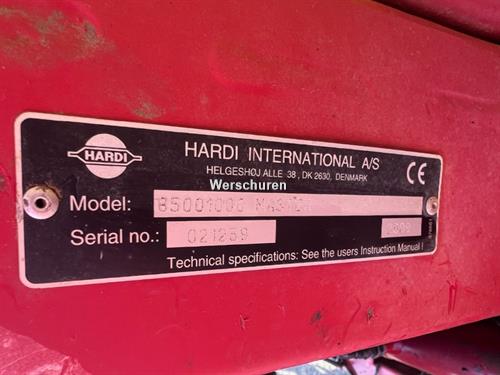 HARDI
HARDI INTERNATIONAL A/S
HELGESHØJ ALLE 38, DK 2630, DENMARK
CE
Werschuren
Model:
Serial no.: 021259
Technical specifications: See the users Instruction Manual !